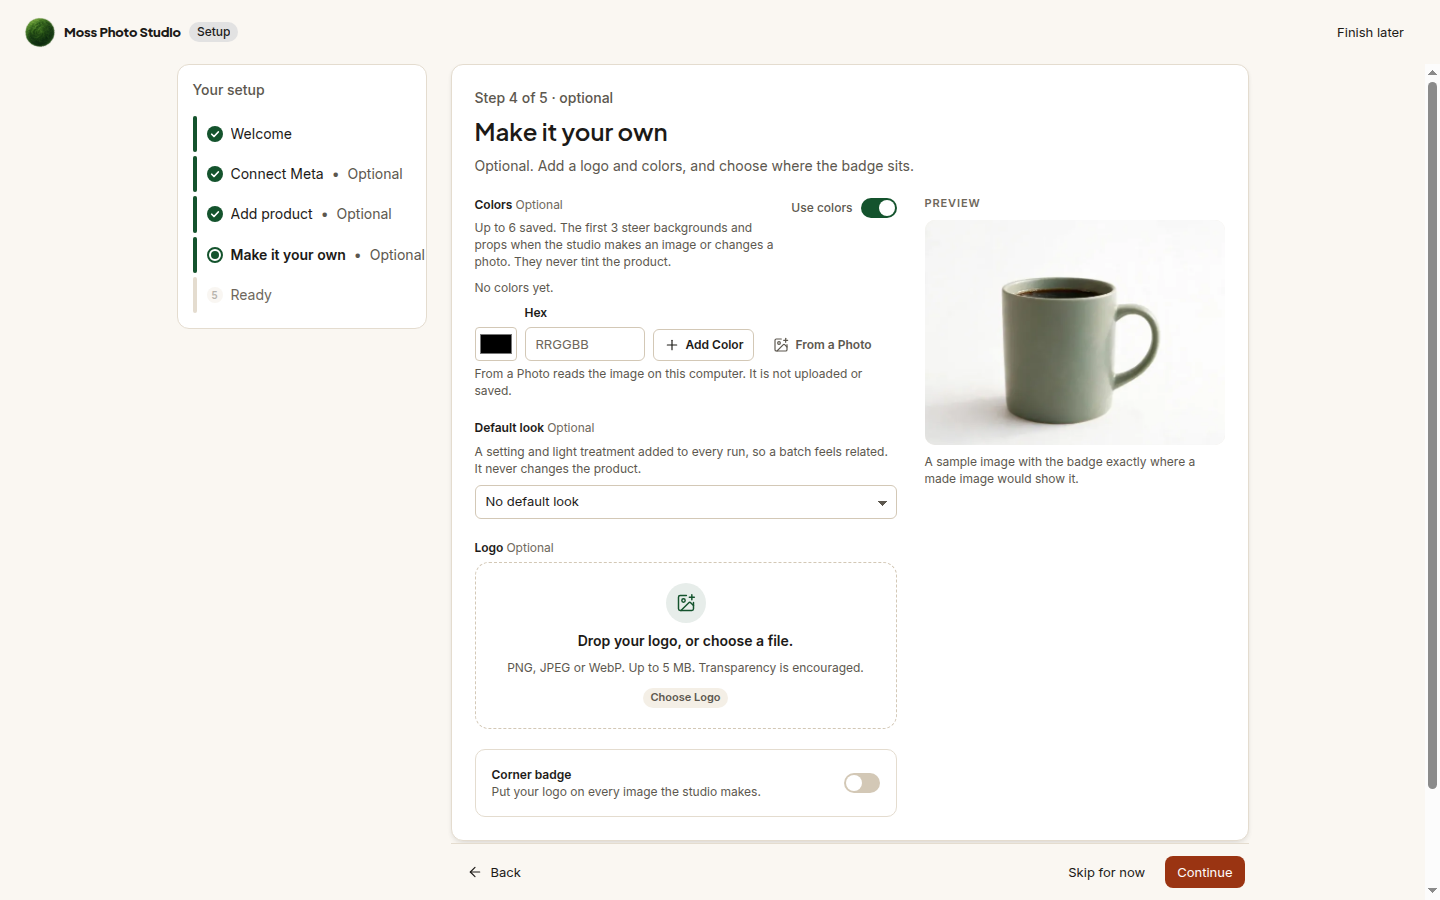 Moss Photo Studio
Setup
Finish later
Your setup
Welcome
Connect Meta • Optional
Add product • Optional
Make it your own • Optional
5 Ready
Step 4 of 5 · optional
Make it your own
Optional. Add a logo and colors, and choose where the badge sits.
Colors Optional
Use colors
Up to 6 saved. The first 3 steer backgrounds and
props when the studio makes an image or changes a
photo. They never tint the product.
No colors yet.
Hex
RRGGBB
Add Color
From a Photo
From a Photo reads the image on this computer. It is not uploaded or
saved.
Default look Optional
A setting and light treatment added to every run, so a batch feels related.
It never changes the product.
No default look
Logo Optional
Drop your logo, or choose a file.
PNG, JPEG or WebP. Up to 5 MB. Transparency is encouraged.
Choose Logo
Corner badge
Put your logo on every image the studio makes.
PREVIEW
A sample image with the badge exactly where a
made image would show it.
Back
Skip for now
Continue